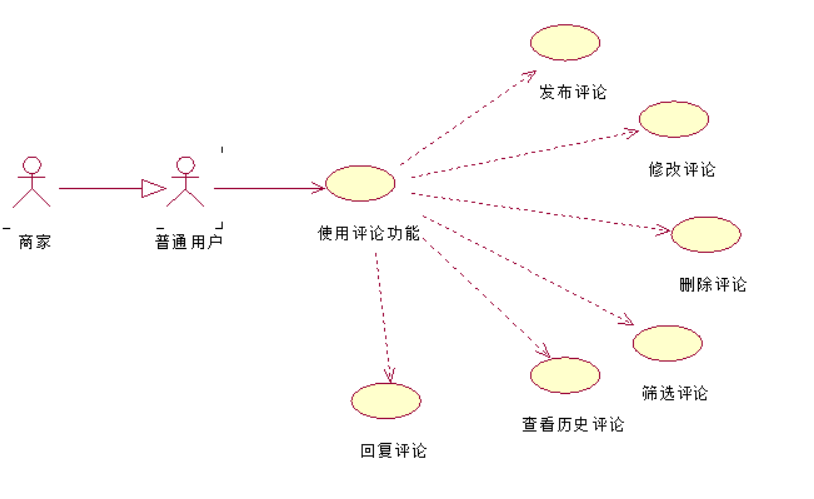 发布评论
修改评论
商家
普通用户
使用评论功能
删除评论
筛选评论
查看历史评论
回复评论